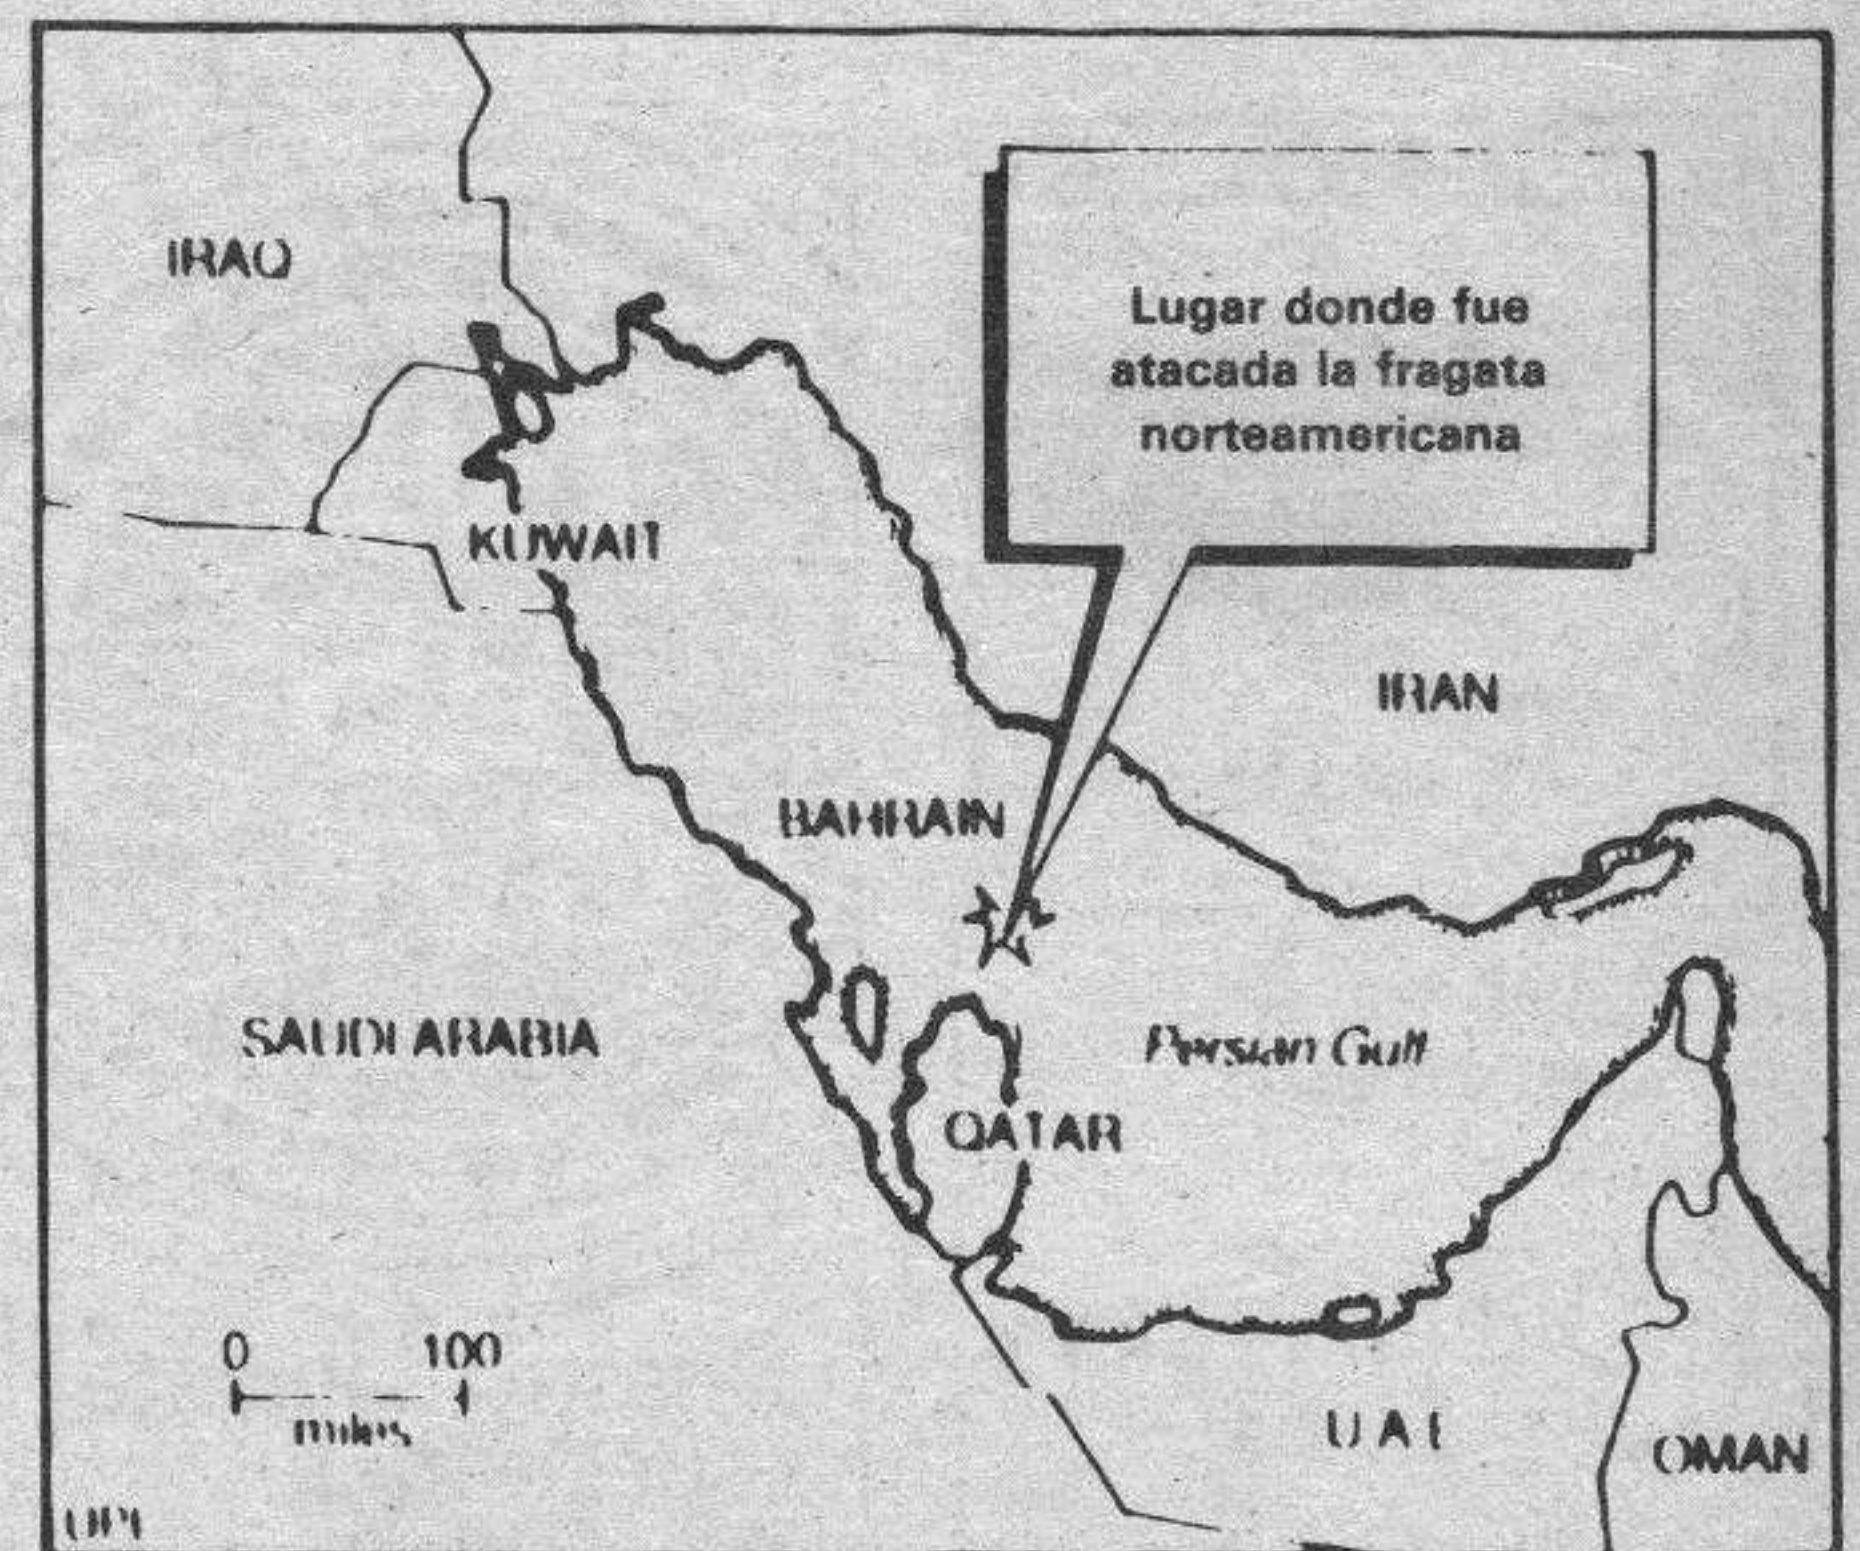 IRAQ
Lugar donde fue
atacada la fragata
norteamericana
KUWAIT
IRAN
BAHRAIN
SAUDI ARABIA
Persian Gulf
QATAR
0 100
miles
UAE
OMAN
UPI